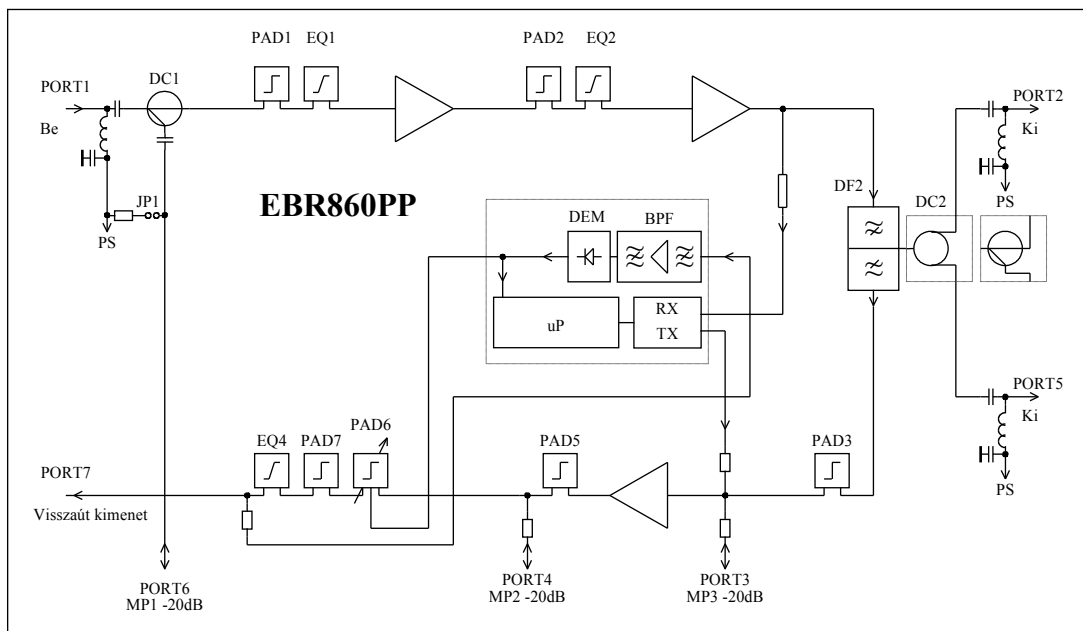 PAD1 EQ1 PAD2 EQ2
PORT1 DC1
Be
PORT2
Ki
JP1
PS
EBR860PP
DF2
DC2
PS
DEM BPF
uP
RX
TX
PORT5
Ki
PS
EQ4 PAD7 PAD6 PAD5 PAD3
PORT7
Visszaút kimenet
PORT6
MP1 -20dB
PORT4
MP2 -20dB
PORT3
MP3 -20dB